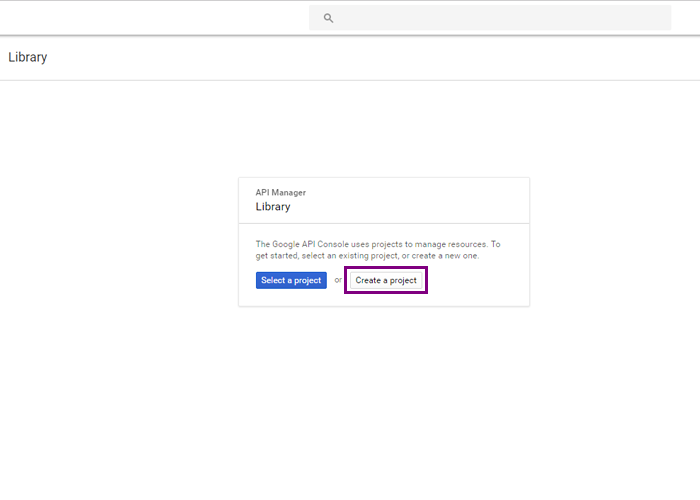 Library
API Manager
Library
The Google API Console uses projects to manage resources. To
get started, select an existing project, or create a new one.
Select a project or Create a project